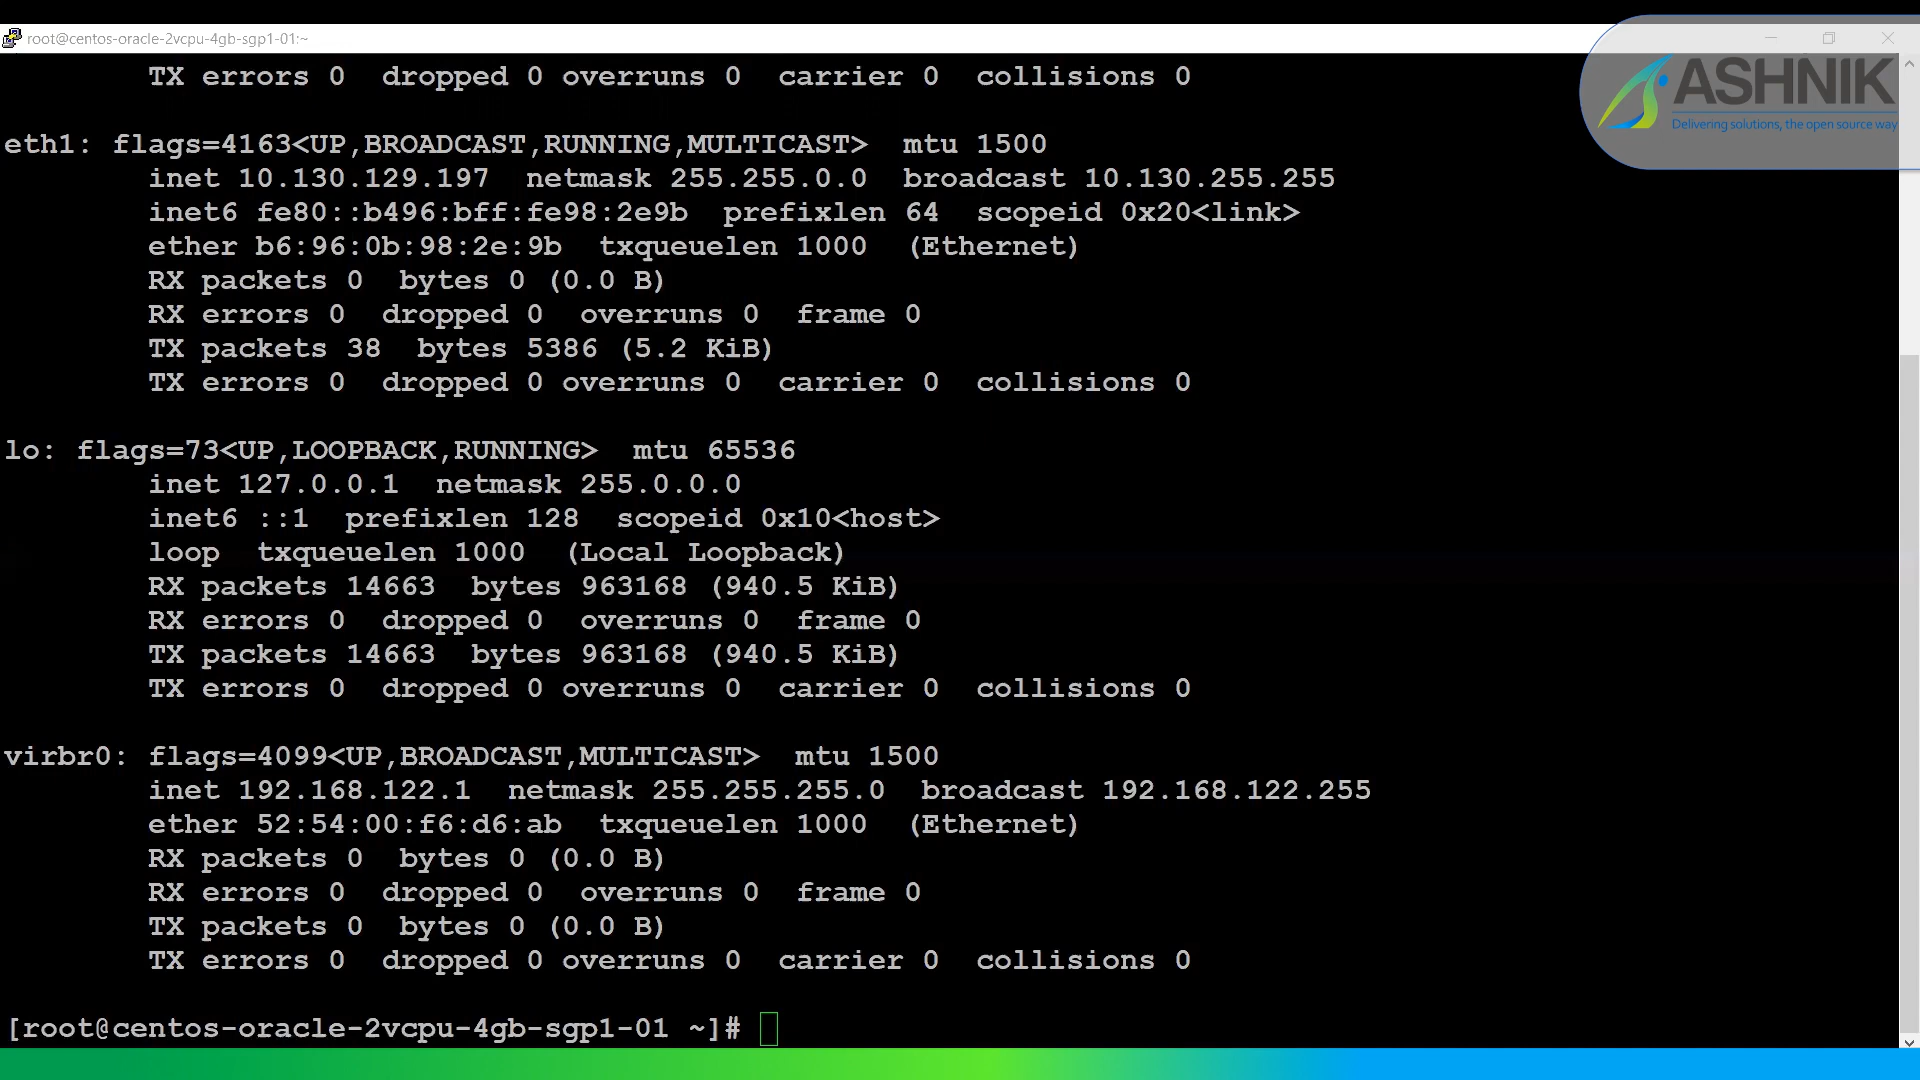 root@centos-oracle-2vcpu-4gb-sgp1-01:~
ASHNIK
Delivering solutions, the open source way
TX errors 0  dropped 0 overruns 0  carrier 0  collisions 0
eth1: flags=4163<UP,BROADCAST,RUNNING,MULTICAST>  mtu 1500
inet 10.130.129.197  netmask 255.255.0.0  broadcast 10.130.255.255
inet6 fe80::b496:bff:fe98:2e9b  prefixlen 64  scopeid 0x20<link>
ether b6:96:0b:98:2e:9b  txqueuelen 1000  (Ethernet)
RX packets 0  bytes 0 (0.0 B)
RX errors 0  dropped 0  overruns 0  frame 0
TX packets 38  bytes 5386 (5.2 KiB)
TX errors 0  dropped 0 overruns 0  carrier 0  collisions 0
lo: flags=73<UP,LOOPBACK,RUNNING>  mtu 65536
inet 127.0.0.1  netmask 255.0.0.0
inet6 ::1  prefixlen 128  scopeid 0x10<host>
loop  txqueuelen 1000  (Local Loopback)
RX packets 14663  bytes 963168 (940.5 KiB)
RX errors 0  dropped 0  overruns 0  frame 0
TX packets 14663  bytes 963168 (940.5 KiB)
TX errors 0  dropped 0 overruns 0  carrier 0  collisions 0
virbr0: flags=4099<UP,BROADCAST,MULTICAST>  mtu 1500
inet 192.168.122.1  netmask 255.255.255.0  broadcast 192.168.122.255
ether 52:54:00:f6:d6:ab  txqueuelen 1000  (Ethernet)
RX packets 0  bytes 0 (0.0 B)
RX errors 0  dropped 0  overruns 0  frame 0
TX packets 0  bytes 0 (0.0 B)
TX errors 0  dropped 0 overruns 0  carrier 0  collisions 0
[root@centos-oracle-2vcpu-4gb-sgp1-01 ~]#